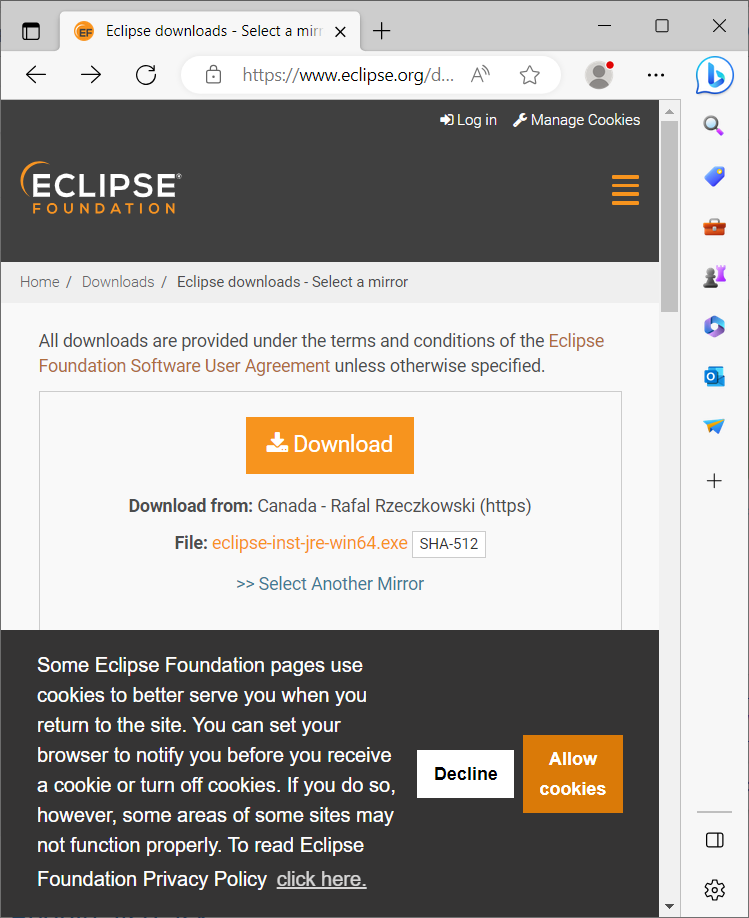 Eclipse downloads - Select a mirr
https://www.eclipse.org/d...
Log in Manage Cookies
ECLIPSE®
FOUNDATION
Home / Downloads / Eclipse downloads - Select a mirror
All downloads are provided under the terms and conditions of the Eclipse
Foundation Software User Agreement unless otherwise specified.
Download
Download from: Canada - Rafal Rzeczkowski (https)
File: eclipse-inst-jre-win64.exe SHA-512
>> Select Another Mirror
Some Eclipse Foundation pages use
cookies to better serve you when you
return to the site. You can set your
browser to notify you before you receive
a cookie or turn off cookies. If you do so,
however, some areas of some sites may
not function properly. To read Eclipse
Foundation Privacy Policy click here.
Decline
Allow
cookies